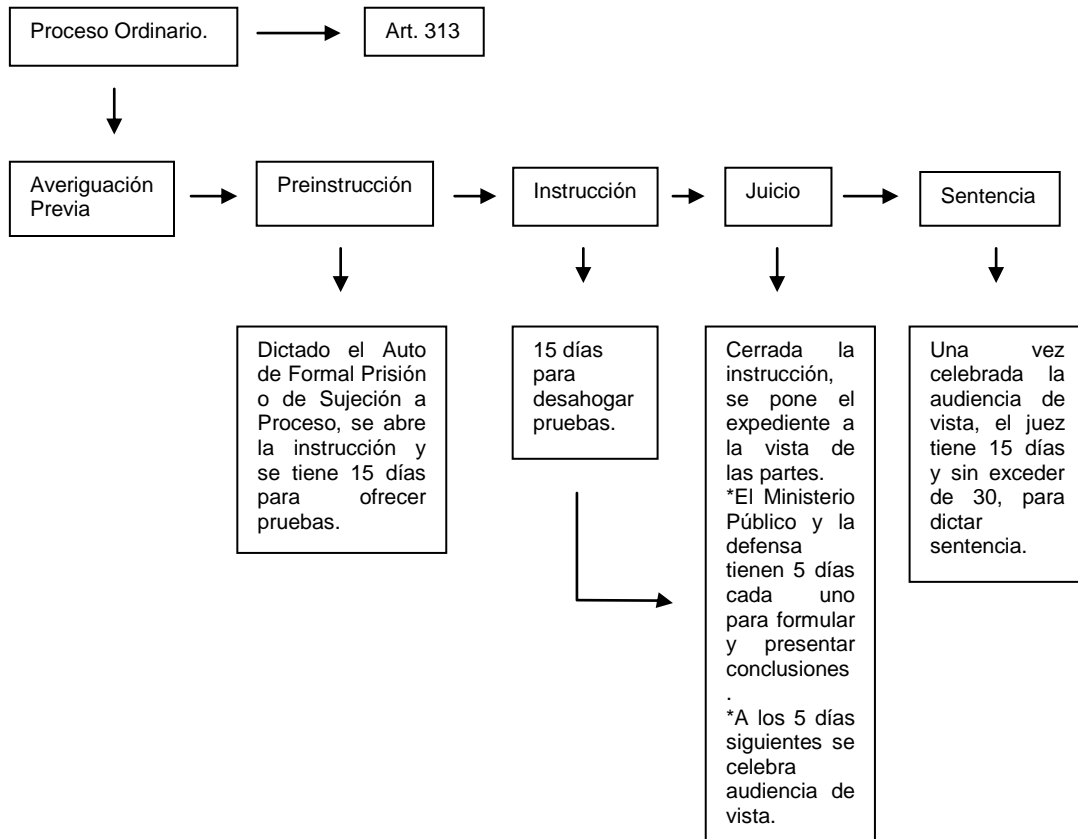 Proceso Ordinario.
Art. 313
Averiguación
Previa
Preinstrucción
Instrucción
Juicio
Sentencia
Dictado el Auto
de Formal Prisión
o de Sujeción a
Proceso, se abre
la instrucción y
se tiene 15 días
para ofrecer
pruebas.
15 días
para
desahogar
pruebas.
Cerrada la
instrucción,
se pone el
expediente a
la vista de
las partes.
*El Ministerio
Público y la
defensa
tienen 5 días
cada uno
para formular
y presentar
conclusiones
.
*A los 5 días
siguientes se
celebra
audiencia de
vista.
Una vez
celebrada la
audiencia de
vista, el juez
tiene 15 días
y sin exceder
de 30, para
dictar
sentencia.